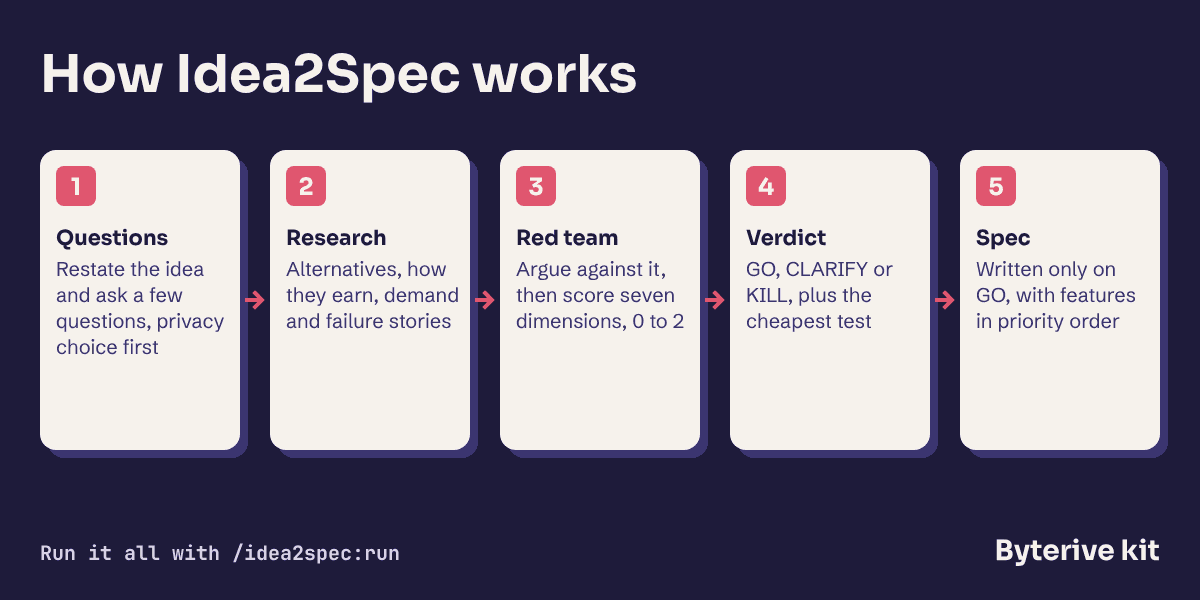 How Idea2Spec works
1
Questions
Restate the idea
and ask a few
questions, privacy
choice first
2
Research
Alternatives, how
they earn, demand
and failure stories
3
Red team
Argue against it,
then score seven
dimensions, 0 to 2
4
Verdict
GO, CLARIFY or
KILL, plus the
cheapest test
5
Spec
Written only on
GO, with features
in priority order
Run it all with /idea2spec:run
Byterive kit